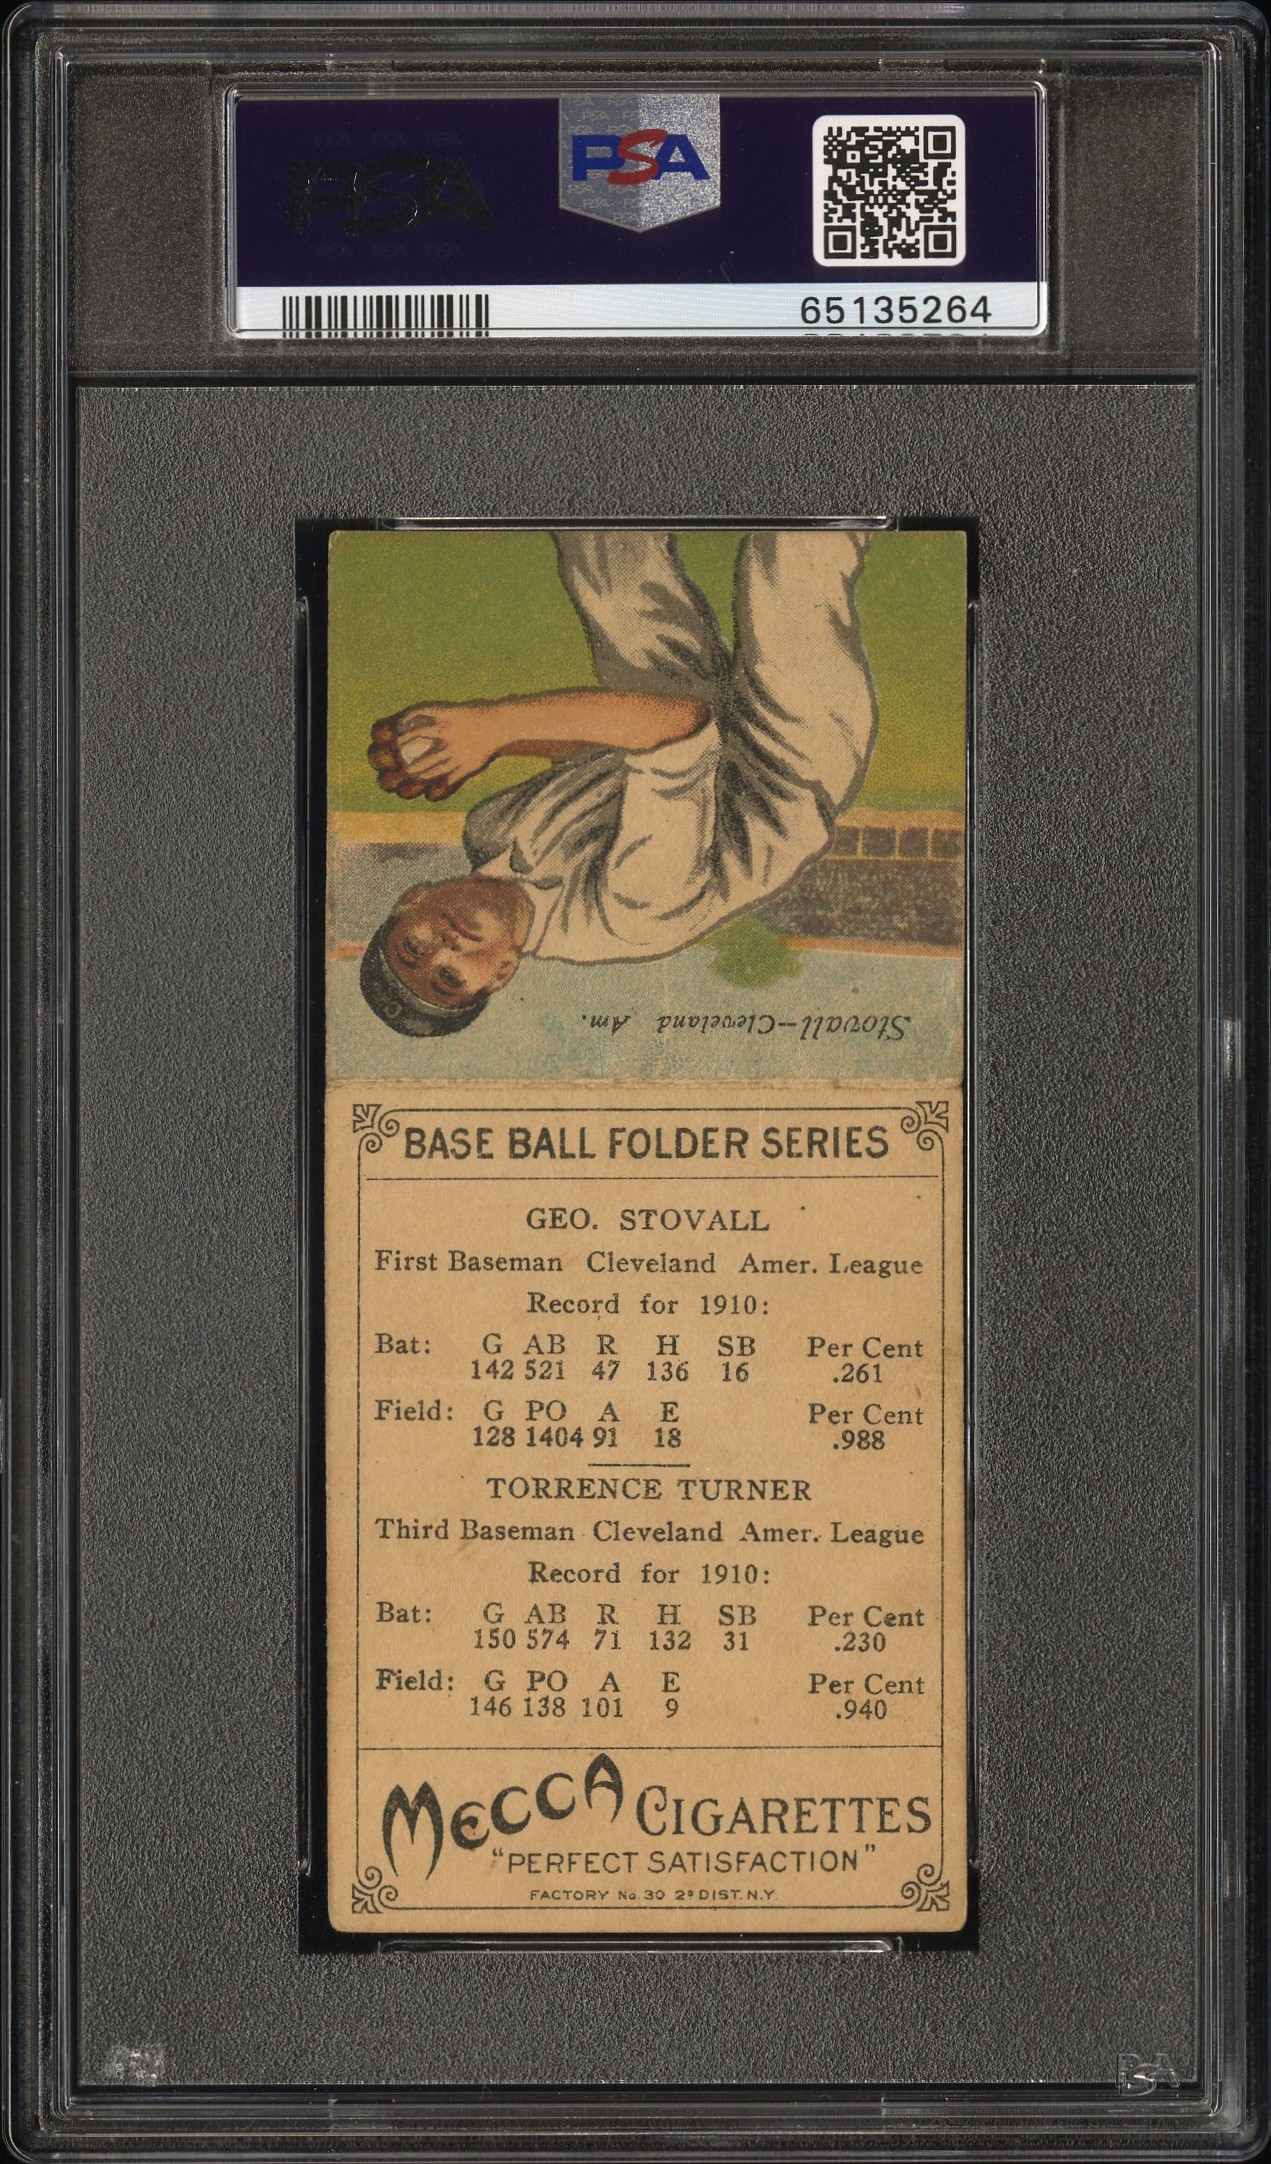 PSA
PSA
65135264
Stovall—Cleveland Am.
BASE BALL FOLDER SERIES
GEO. STOVALL
First Baseman Cleveland Amer. League
Record for 1910:
Bat: G AB R H SB Per Cent
142 521 47 136 16 .261
Field: G PO A E Per Cent
128 1404 91 18 .988
TORRENCE TURNER
Third Baseman Cleveland Amer. League
Record for 1910:
Bat: G AB R H SB Per Cent
150 574 71 132 31 .230
Field: G PO A E Per Cent
146 138 101 9 .940
MECCA CIGARETTES
"PERFECT SATISFACTION"
FACTORY No. 30 2ᴅ DIST. N.Y.
PSA